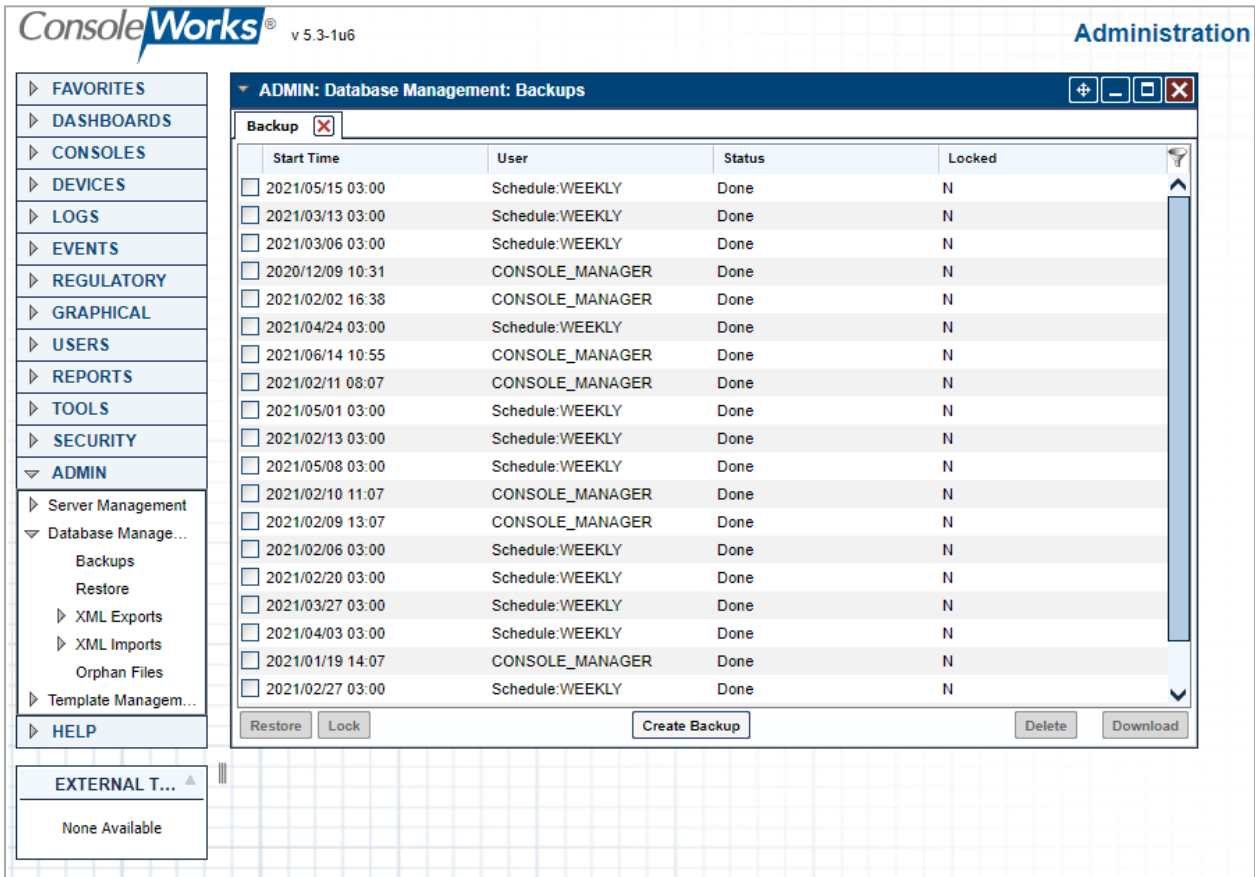 ConsoleWorks® v 5.3-1u6
Administration
FAVORITES
DASHBOARDS
CONSOLES
DEVICES
LOGS
EVENTS
REGULATORY
GRAPHICAL
USERS
REPORTS
TOOLS
SECURITY
ADMIN
Server Management
Database Manage...
Backups
Restore
XML Exports
XML Imports
Orphan Files
Template Managem...
HELP
EXTERNAL T...
None Available
ADMIN: Database Management: Backups
Backup
Start Time User Status Locked
2021/05/15 03:00 Schedule:WEEKLY Done N
2021/03/13 03:00 Schedule:WEEKLY Done N
2021/03/06 03:00 Schedule:WEEKLY Done N
2020/12/09 10:31 CONSOLE_MANAGER Done N
2021/02/02 16:38 CONSOLE_MANAGER Done N
2021/04/24 03:00 Schedule:WEEKLY Done N
2021/06/14 10:55 CONSOLE_MANAGER Done N
2021/02/11 08:07 CONSOLE_MANAGER Done N
2021/05/01 03:00 Schedule:WEEKLY Done N
2021/02/13 03:00 Schedule:WEEKLY Done N
2021/05/08 03:00 Schedule:WEEKLY Done N
2021/02/10 11:07 CONSOLE_MANAGER Done N
2021/02/09 13:07 CONSOLE_MANAGER Done N
2021/02/06 03:00 Schedule:WEEKLY Done N
2021/02/20 03:00 Schedule:WEEKLY Done N
2021/03/27 03:00 Schedule:WEEKLY Done N
2021/04/03 03:00 Schedule:WEEKLY Done N
2021/01/19 14:07 CONSOLE_MANAGER Done N
2021/02/27 03:00 Schedule:WEEKLY Done N
Restore Lock Create Backup Delete Download